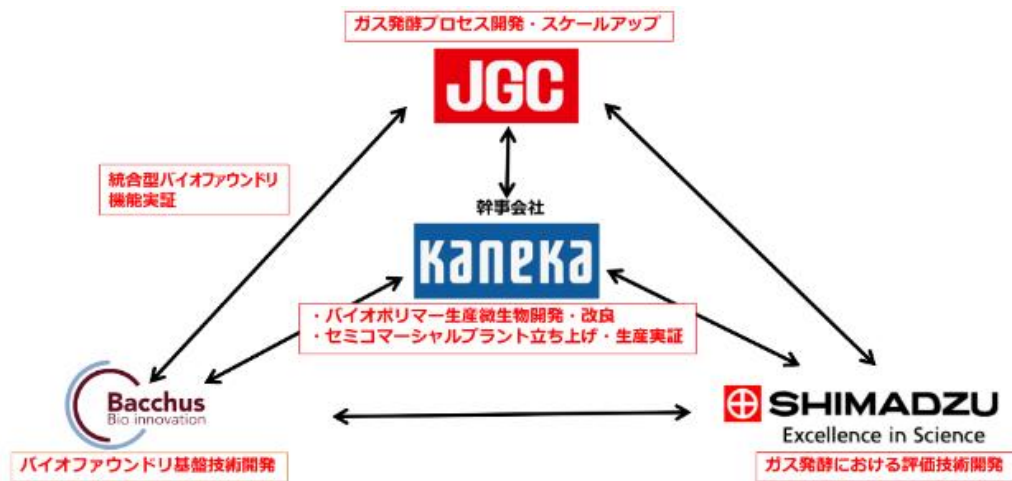 ガス発酵プロセス開発・スケールアップ
JGC
統合型バイオファウンドリ
機能実証
幹事会社
kaneka
・バイオポリマー生産微生物開発・改良
・セミコマーシャルプラント立ち上げ・生産実証
Bacchus
Bio innovation
バイオファウンドリ基盤技術開発
SHIMADZU
Excellence in Science
ガス発酵における評価技術開発